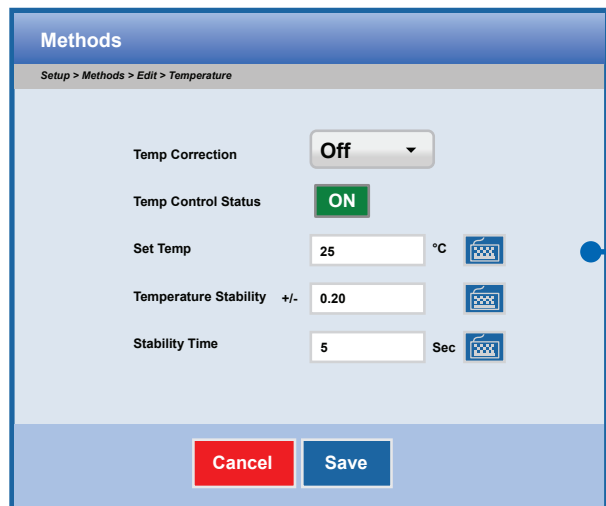 Methods
Setup > Methods > Edit > Temperature
Temp Correction Off
Temp Control Status ON
Set Temp 25 °C
Temperature Stability +/- 0.20
Stability Time 5 Sec
Cancel Save